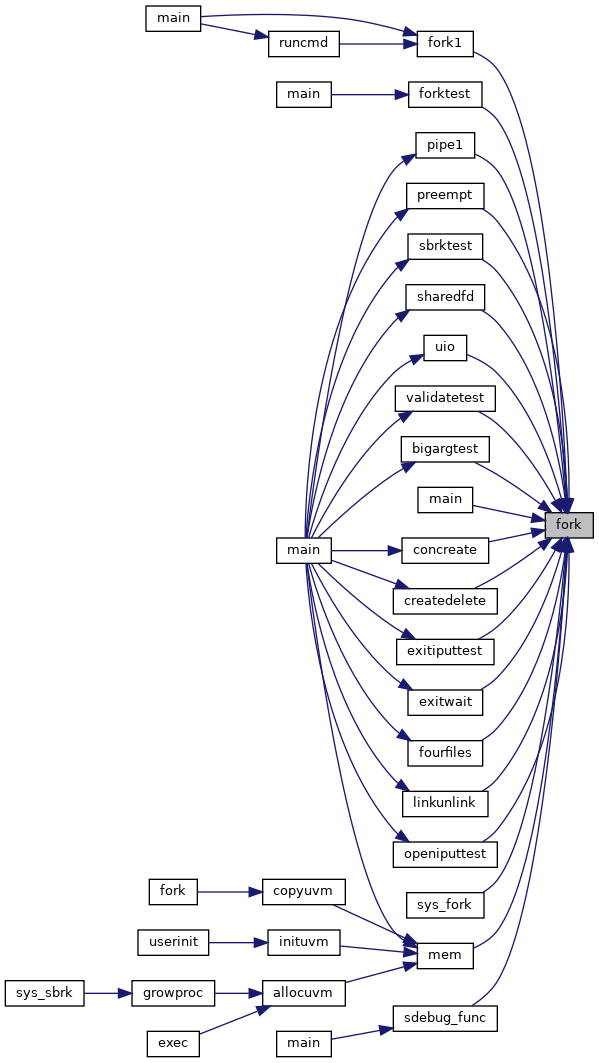 main
runcmd
fork1
main
forktest
pipe1
preempt
sbrktest
sharedfd
uio
validatetest
bigargtest
main
fork
main
concreate
createdelete
exitiputtest
exitwait
fourfiles
linkunlink
openiputtest
fork
copyuvm
sys_fork
userinit
inituvm
mem
sys_sbrk
growproc
allocuvm
sdebug_func
exec
main